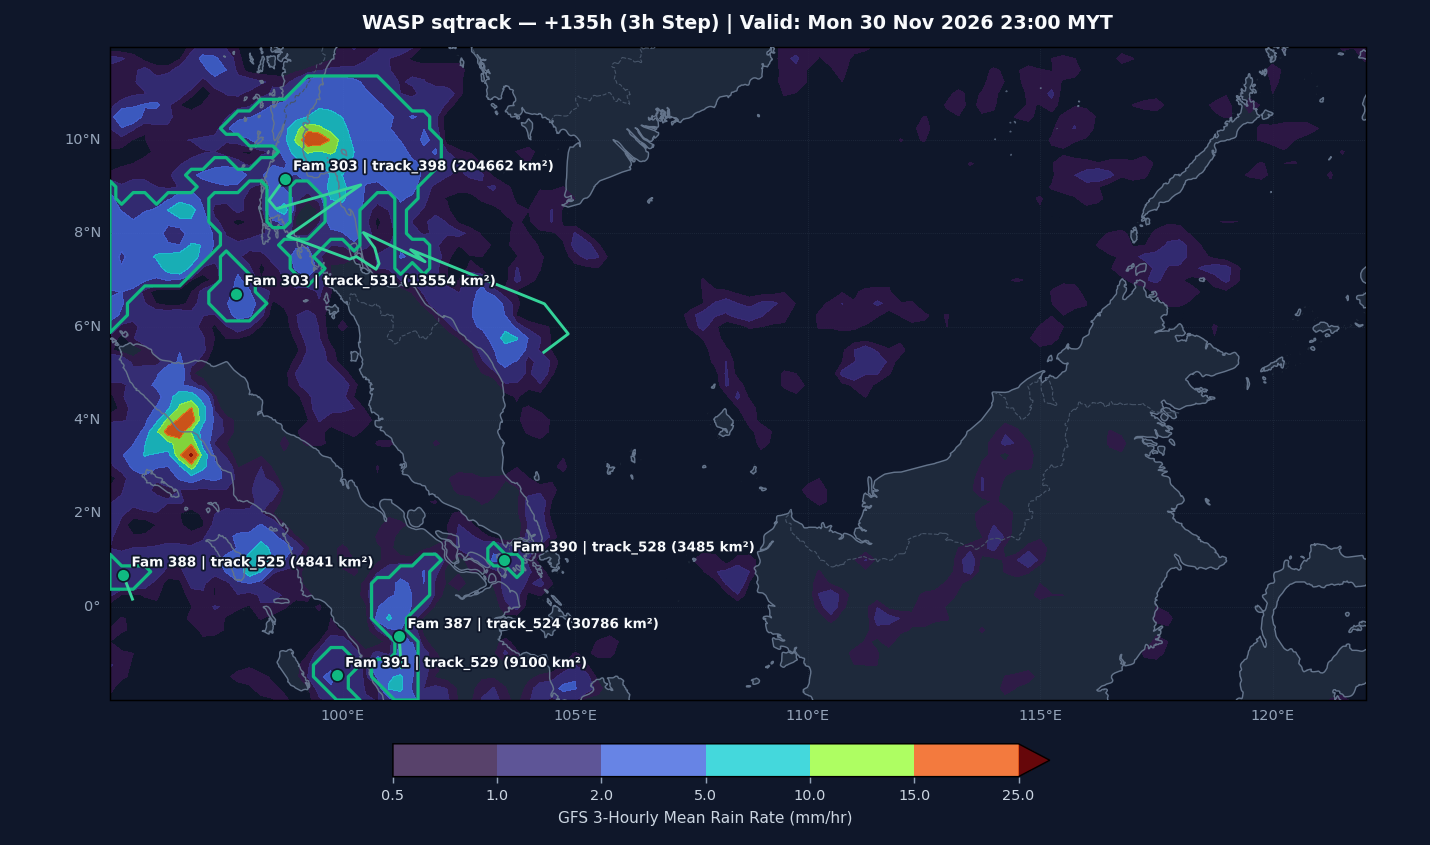 WASP sqtrack — +135h (3h Step) | Valid: Mon 30 Nov 2026 23:00 MYT
10°N
8°N
6°N
4°N
2°N
0°
Fam 303 | track_398 (204662 km²)
Fam 303 | track_531 (13554 km²)
Fam 390 | track_528 (3485 km²)
Fam 388 | track_525 (4841 km²)
Fam 387 | track_524 (30786 km²)
Fam 391 | track_529 (9100 km²)
100°E 105°E 110°E 115°E 120°E
0.5 1.0 2.0 5.0 10.0 15.0 25.0
GFS 3-Hourly Mean Rain Rate (mm/hr)